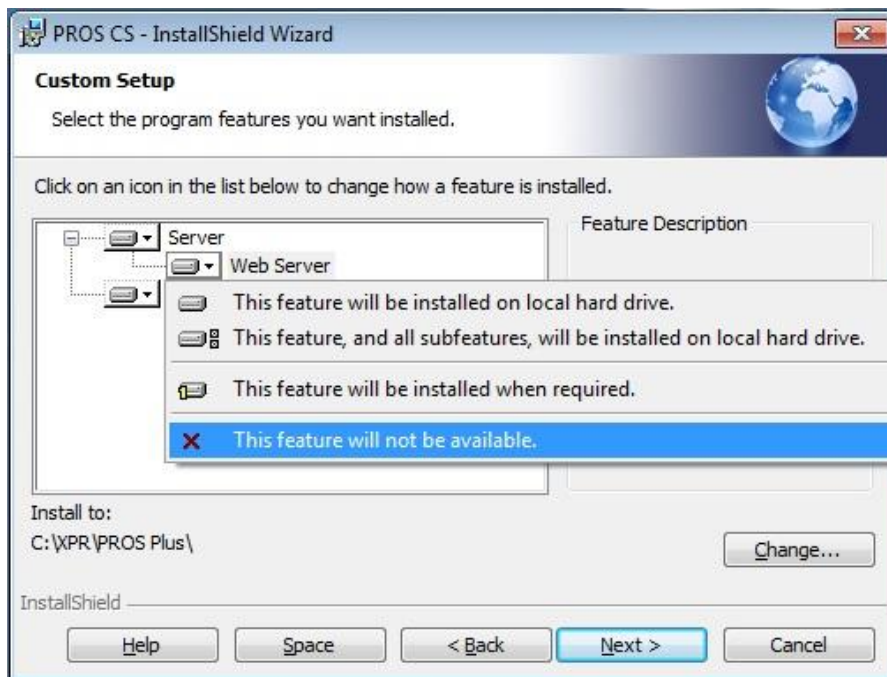 PROS CS - InstallShield Wizard
Custom Setup
Select the program features you want installed.
Click on an icon in the list below to change how a feature is installed.
Server
Feature Description
Web Server
This feature will be installed on local hard drive.
This feature, and all subfeatures, will be installed on local hard drive.
This feature will be installed when required.
This feature will not be available.
Install to:
C:\XPR\PROS Plus\
Change...
InstallShield
Help
Space
< Back
Next >
Cancel